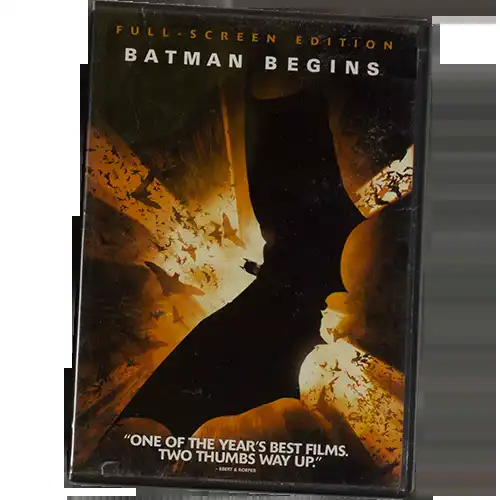 FULL-SCREEN EDITION
BATMAN BEGINS
"ONE OF THE YEAR'S BEST FILMS.
TWO THUMBS WAY UP."
- EBERT & ROEPER